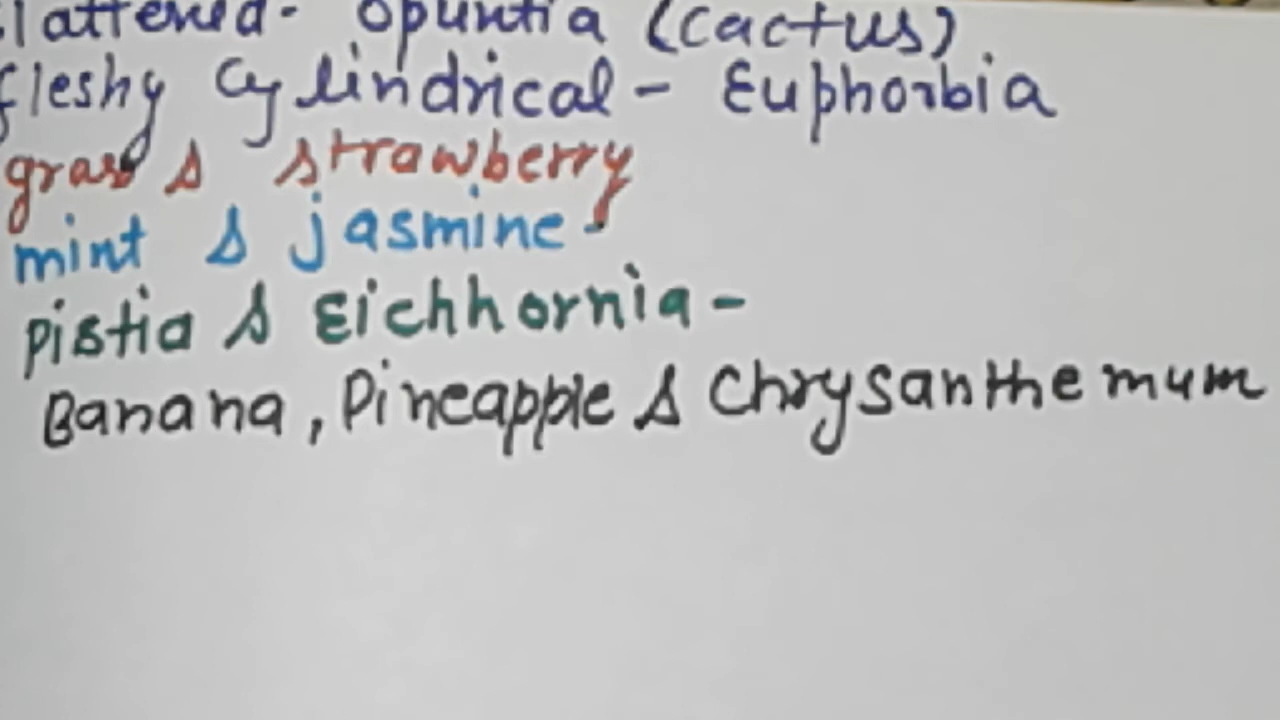 flattened- Opuntia (cactus).
fleshy Cylindrical - Euphorbia
grass & strawberry
mint & jasmine-
pistia & Eichhornia -
Banana, Pineapple & Chrysanthemum